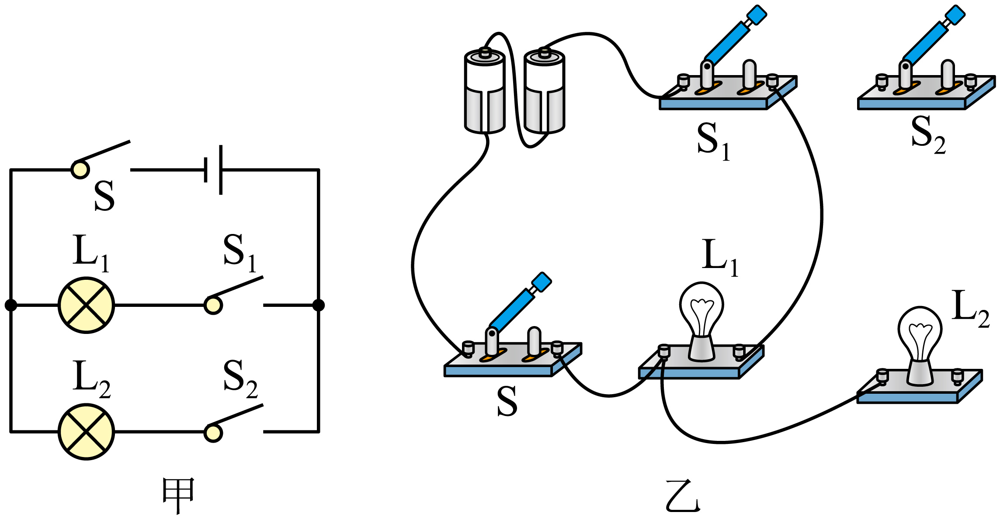 S
L₁ S₁
L₂ S₂
甲
S₁ S₂
L₁
L₂
S
乙